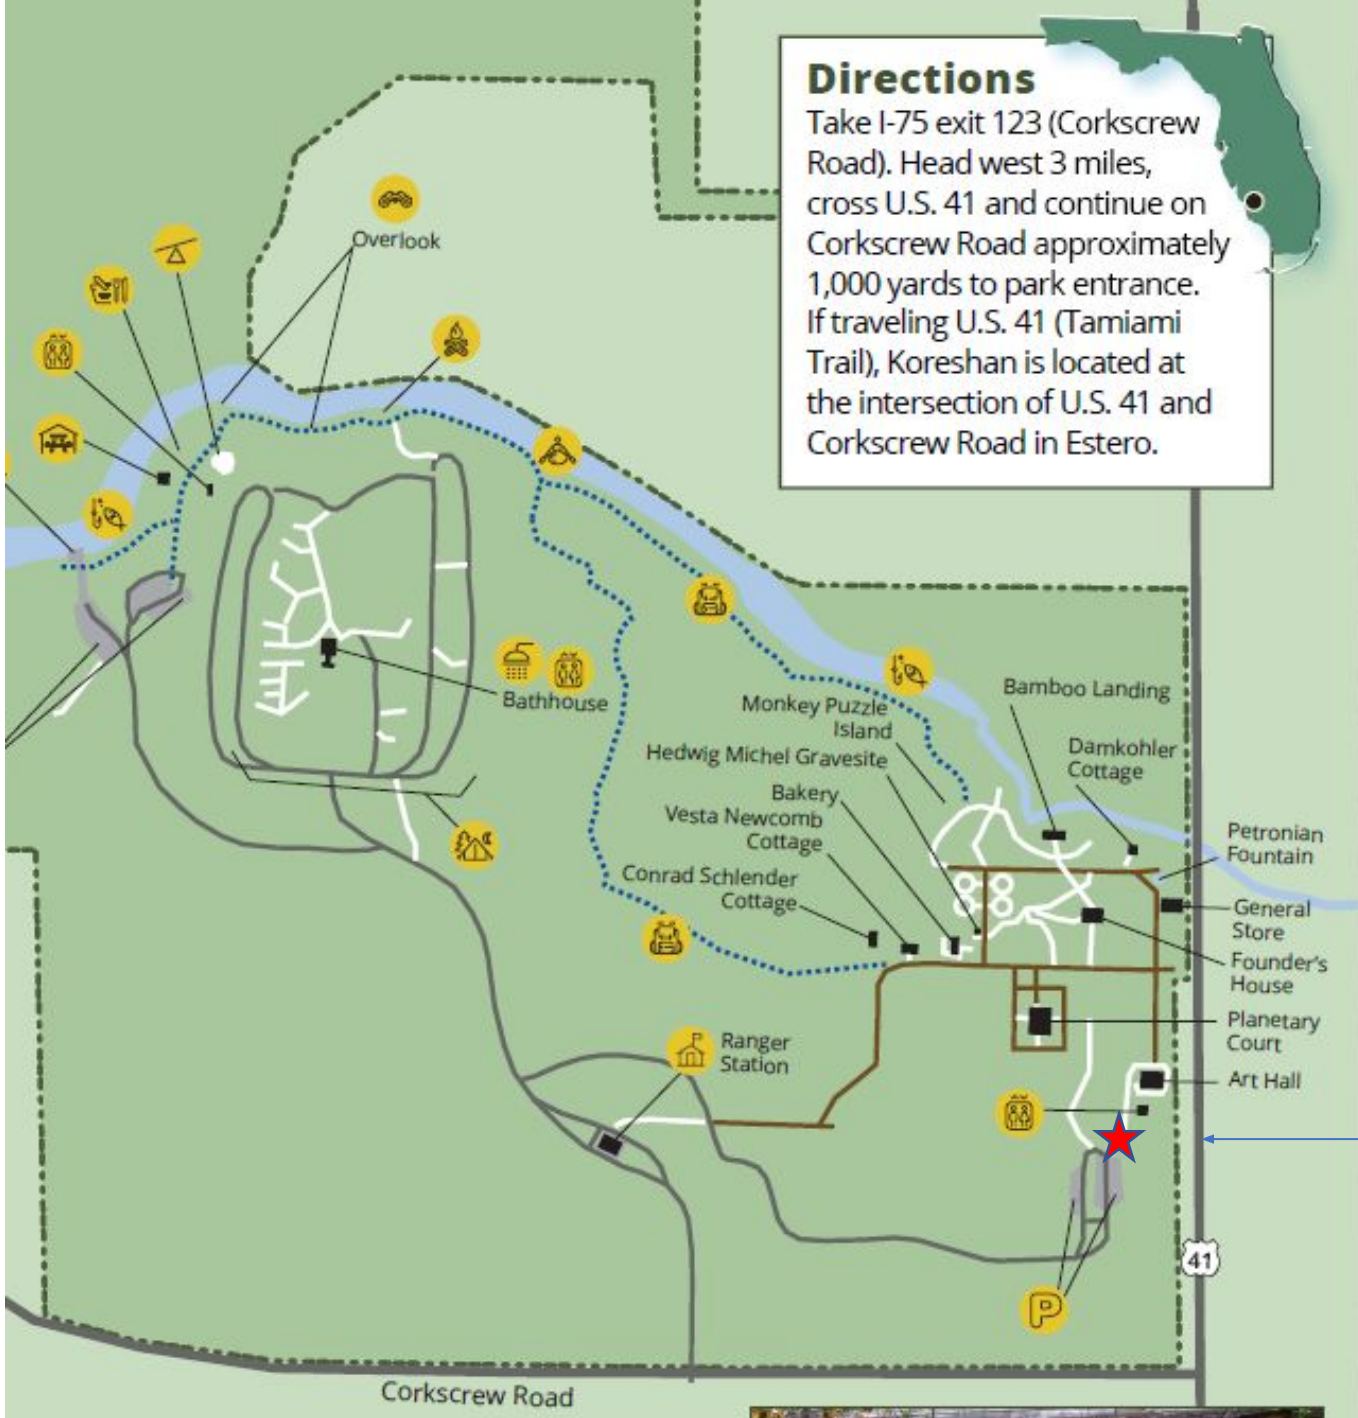 Directions
Take I-75 exit 123 (Corkscrew
Road). Head west 3 miles,
cross U.S. 41 and continue on
Corkscrew Road approximately
1,000 yards to park entrance.
If traveling U.S. 41 (Tamiami
Trail), Koreshan is located at
the intersection of U.S. 41 and
Corkscrew Road in Estero.
Overlook
Bathhouse
Monkey Puzzle
Island
Hedwig Michel Gravesite
Bakery
Vesta Newcomb
Cottage
Conrad Schlender
Cottage
Bamboo Landing
Damkohler
Cottage
Petronian
Fountain
General
Store
Founder's
House
Planetary
Court
Art Hall
Ranger
Station
41
P
Corkscrew Road